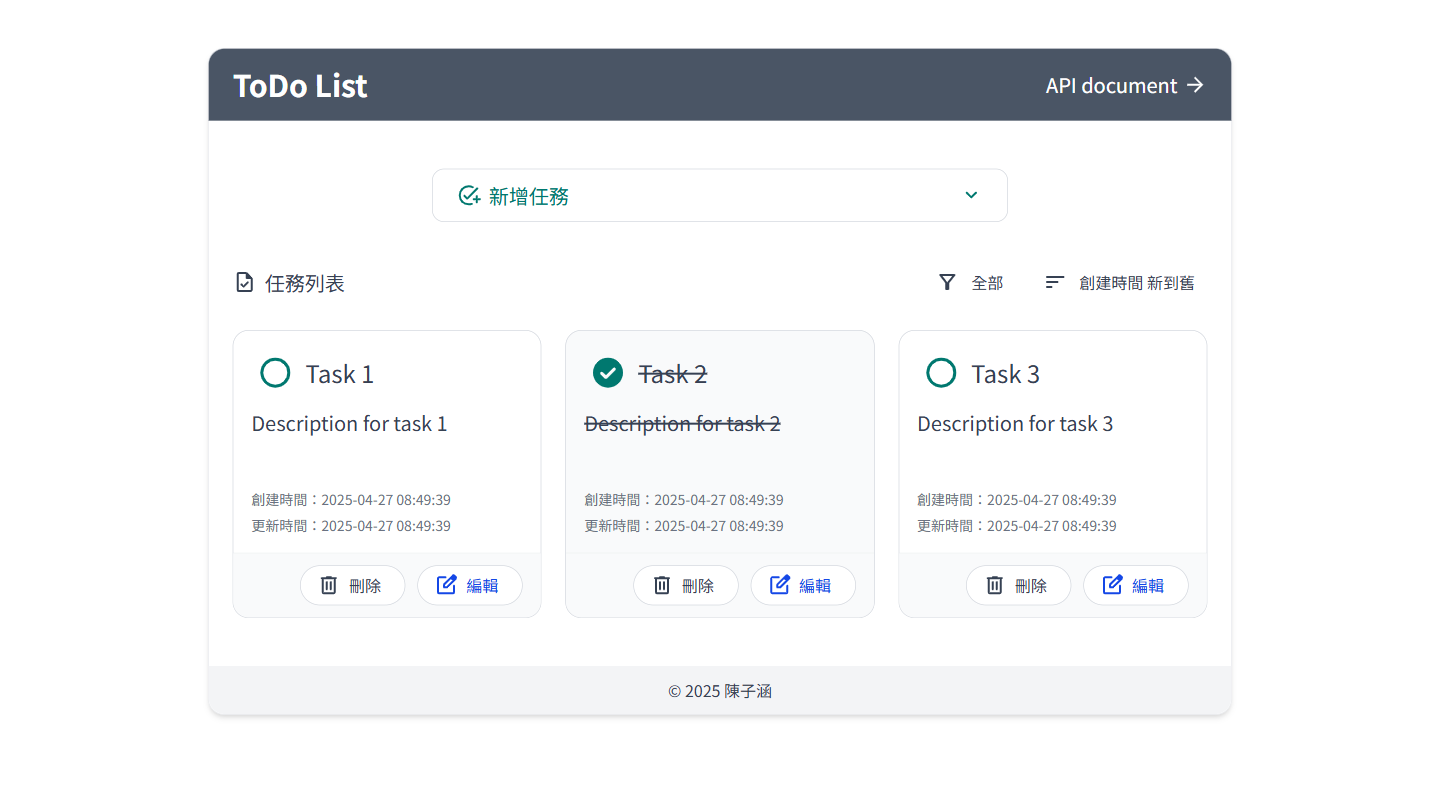 ToDo List
API document
新增任務
任務列表
全部
創建時間 新到舊
Task 1
Description for task 1
創建時間：2025-04-27 08:49:39
更新時間：2025-04-27 08:49:39
刪除
編輯
Task 2
Description for task 2
創建時間：2025-04-27 08:49:39
更新時間：2025-04-27 08:49:39
刪除
編輯
Task 3
Description for task 3
創建時間：2025-04-27 08:49:39
更新時間：2025-04-27 08:49:39
刪除
編輯
© 2025 陳子涵